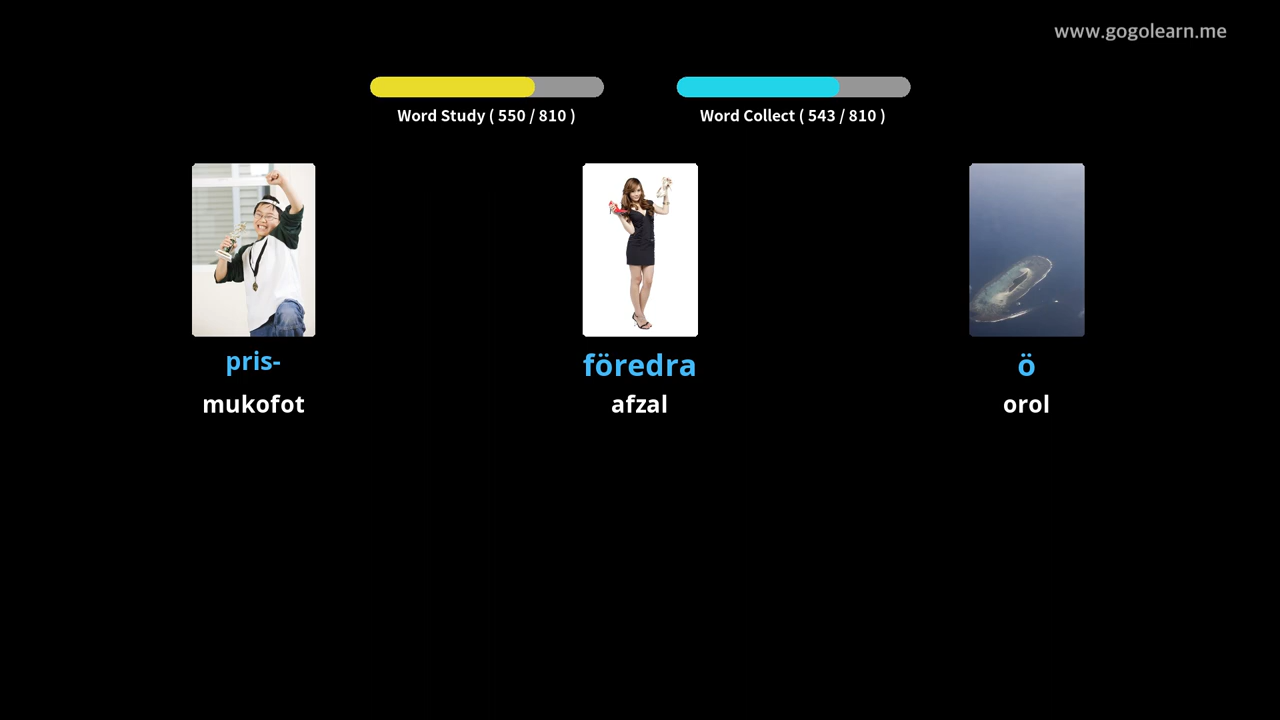 www.gogolearn.me
Word Study ( 550 / 810 )
Word Collect ( 543 / 810 )
pris-
föredra
ö
mukofot
afzal
orol